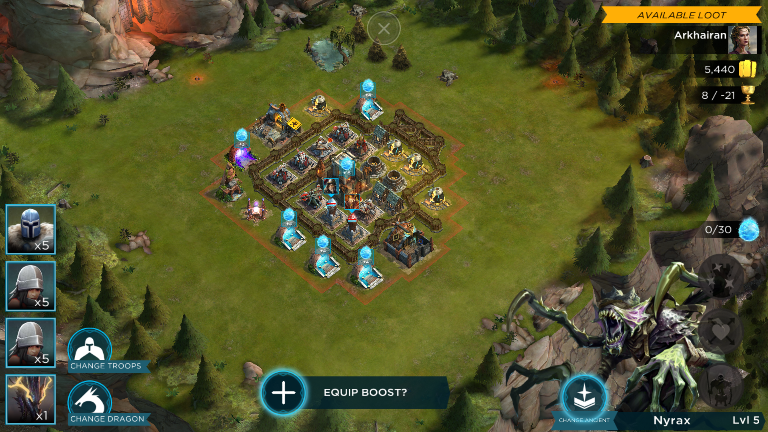 AVAILABLE LOOT
Arkhairan
5,440
8 / -21
x5
0/30
x5
x5
CHANGE TROOPS
x1
CHANGE DRAGON
EQUIP BOOST?
CHANGE ANCIENT
Nyrax Lvl 5